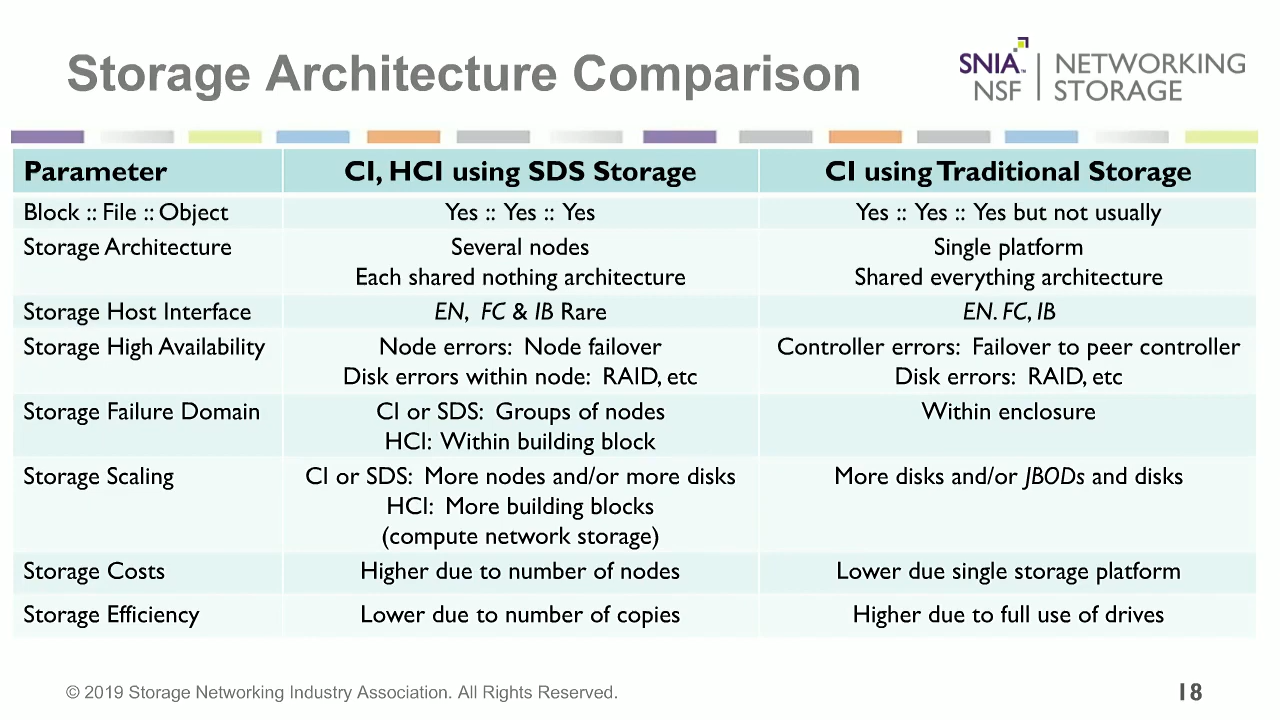 Storage Architecture Comparison
SNIA™ NSF | NETWORKING STORAGE
Parameter | CI, HCI using SDS Storage | CI using Traditional Storage
Block :: File :: Object | Yes :: Yes :: Yes | Yes :: Yes :: Yes but not usually
Storage Architecture | Several nodes | Single platform
Each shared nothing architecture | Shared everything architecture
Storage Host Interface | EN, FC & IB Rare | EN. FC, IB
Storage High Availability | Node errors: Node failover | Controller errors: Failover to peer controller
Disk errors within node: RAID, etc | Disk errors: RAID, etc
Storage Failure Domain | CI or SDS: Groups of nodes | Within enclosure
HCI: Within building block
Storage Scaling | CI or SDS: More nodes and/or more disks | More disks and/or JBODs and disks
HCI: More building blocks
(compute network storage)
Storage Costs | Higher due to number of nodes | Lower due single storage platform
Storage Efficiency | Lower due to number of copies | Higher due to full use of drives
© 2019 Storage Networking Industry Association. All Rights Reserved.
18